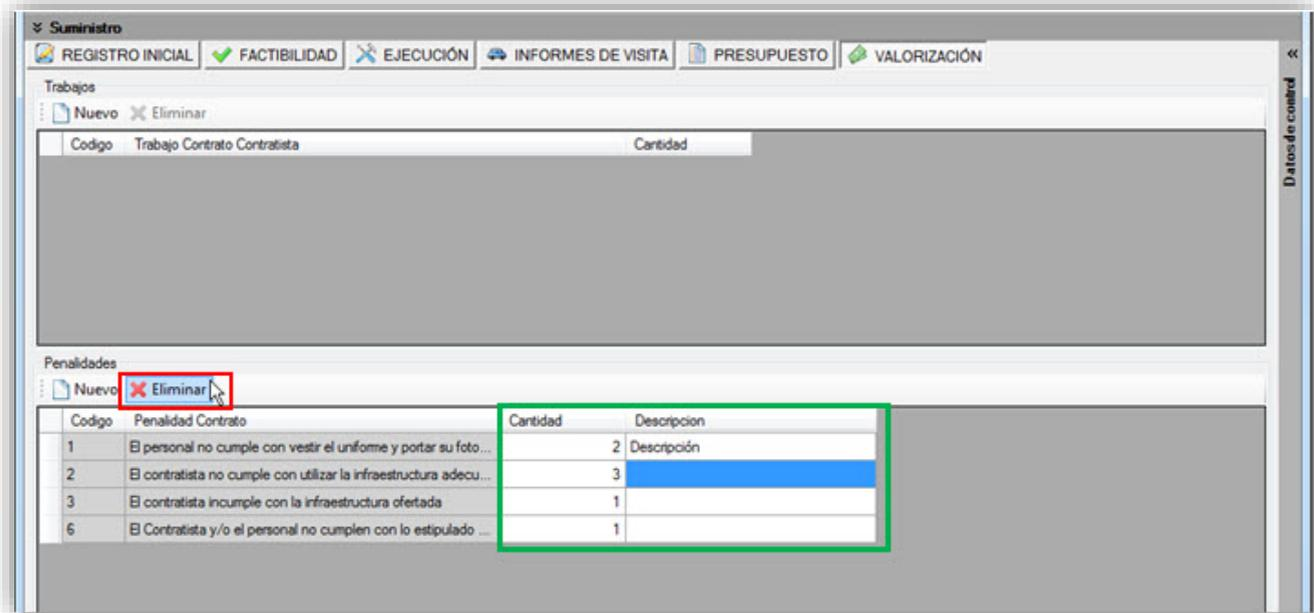 Suministro
REGISTRO INICIAL FACTIBILIDAD EJECUCIÓN INFORMES DE VISITA PRESUPUESTO VALORIZACIÓN
Datos de control
Trabajos
Nuevo Eliminar
Codigo Trabajo Contrato Contratista Cantidad
Penalidades
Nuevo Eliminar
Codigo Penalidad Contrato Cantidad Descripcion
1 El personal no cumple con vestir el uniforme y portar su foto... 2 Descripción
2 El contratista no cumple con utilizar la infraestructura adecu... 3
3 El contratista incumple con la infraestructura ofertada 1
6 El Contratista y/o el personal no cumplen con lo estipulado ... 1